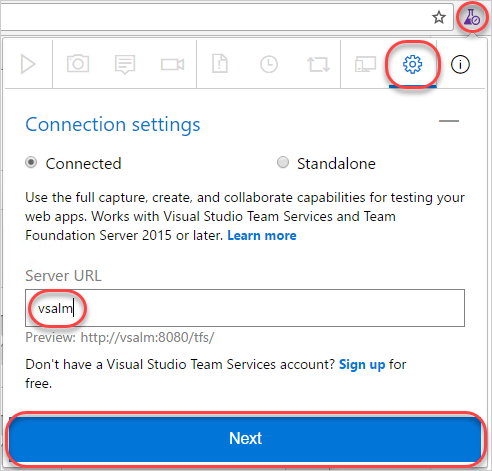 Connection settings
Connected
Standalone
Use the full capture, create, and collaborate capabilities for testing your
web apps. Works with Visual Studio Team Services and Team
Foundation Server 2015 or later. Learn more
Server URL
vsalm
Preview: http://vsalm:8080/tfs/
Don't have a Visual Studio Team Services account? Sign up for
free.
Next